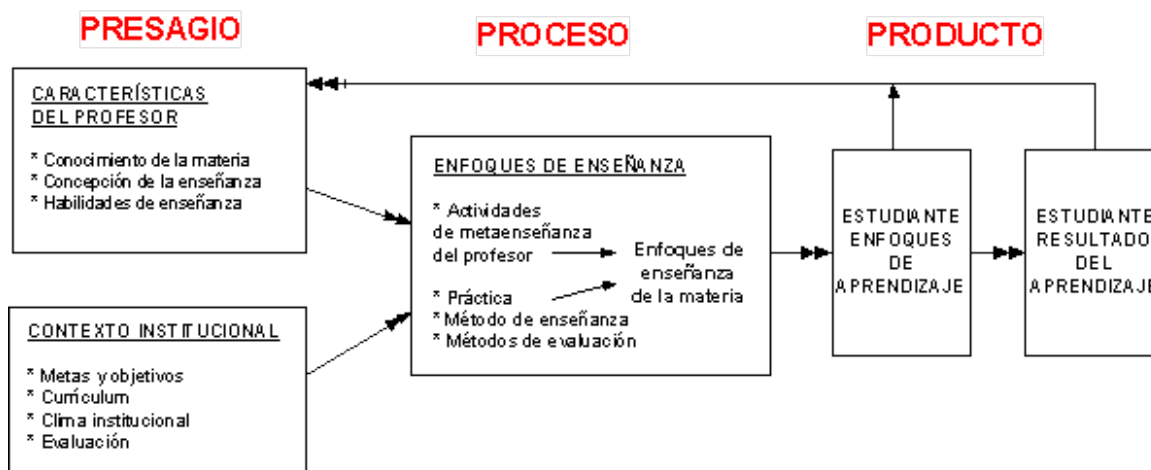 PRESAGIO
PROCESO
PRODUCTO
CARACTERÍSTICAS
DEL PROFESOR
* Conocimiento de la materia
* Concepción de la enseñanza
* Habilidades de enseñanza
CONTEXTO INSTITUCIONAL
* Metas y objetivos
* Curriculum
* Clima institucional
* Evaluación
ENFOQUES DE ENSEÑANZA
* Actividades
de metaenseñanza
del profesor
* Práctica
* Método de enseñanza
* Métodos de evaluación
Enfoques de
enseñanza
de la materia
ESTUDIANTE
ENFOQUES
DE
APRENDIZAJE
ESTUDIANTE
RESULTADO
DEL
APRENDIZAJE